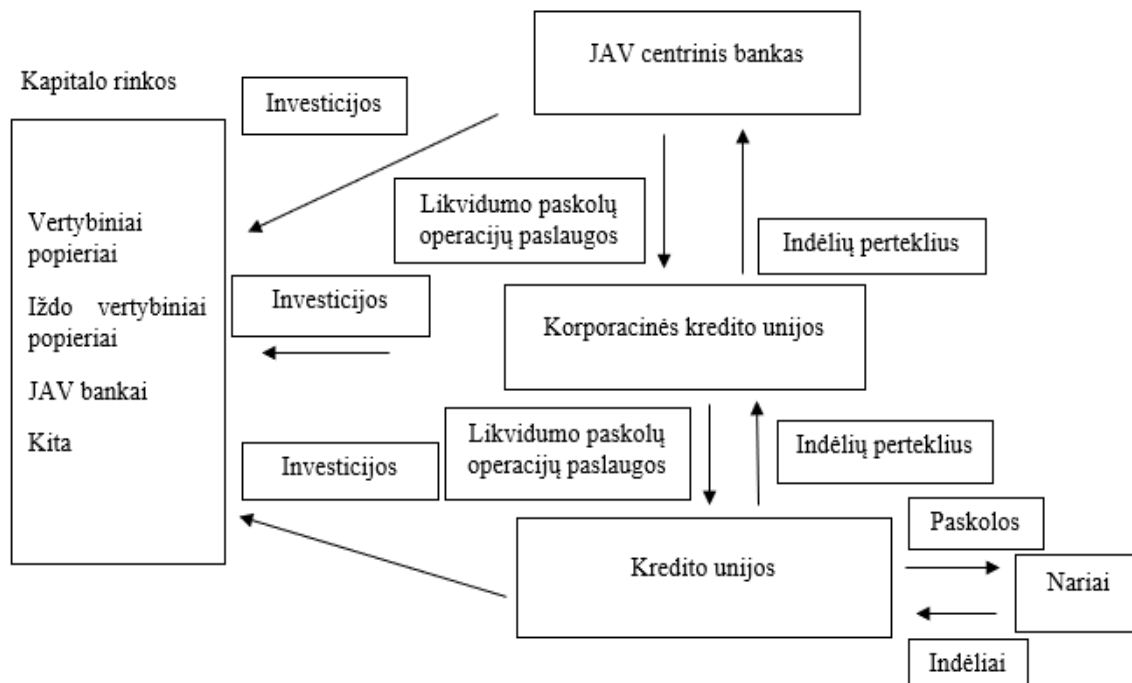 JAV centrinis bankas
Kapitalo rinkos
Investicijos
Vertybiniai
popieriai
Iždo vertybiniai
popieriai
JAV bankai
Kita
Likvidumo paskolų
operacijų paslaugos
Indėlių perteklius
Investicijos
Korporacinės kredito unijos
Likvidumo paskolų
operacijų paslaugos
Indėlių perteklius
Investicijos
Kredito unijos
Paskolos
Nariai
Indėliai